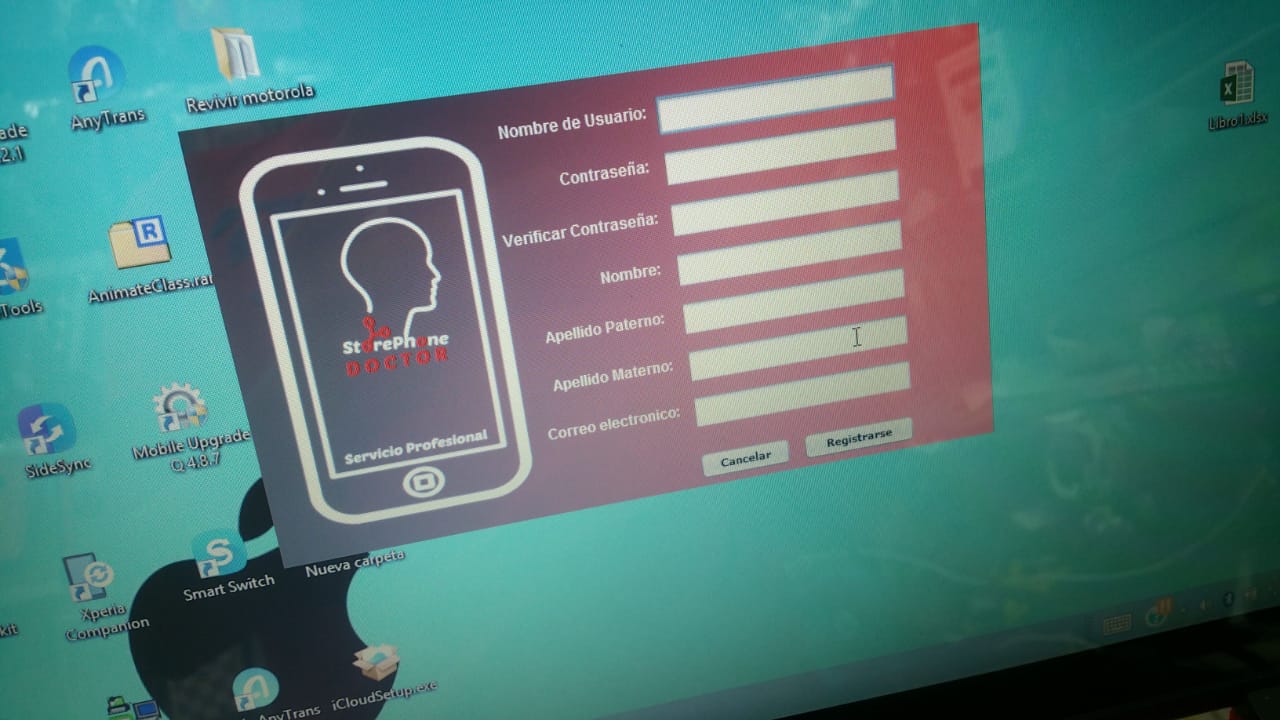 AnyTrans
Revivir motorola
Libro1.xlsx
ade
2.1
AnimateClass.rar
Tools
SideSync
Mobile Upgrade
Q 4.8.7
Xperia
Companion
Smart Switch
Nueva carpeta
kit
AnyTrans
iCloudSetup.exe
StorePhone
DOCTOR
Servicio Profesional
Nombre de Usuario:
Contraseña:
Verificar Contraseña:
Nombre:
Apellido Paterno:
Apellido Materno:
Correo electronico:
Cancelar
Registrarse